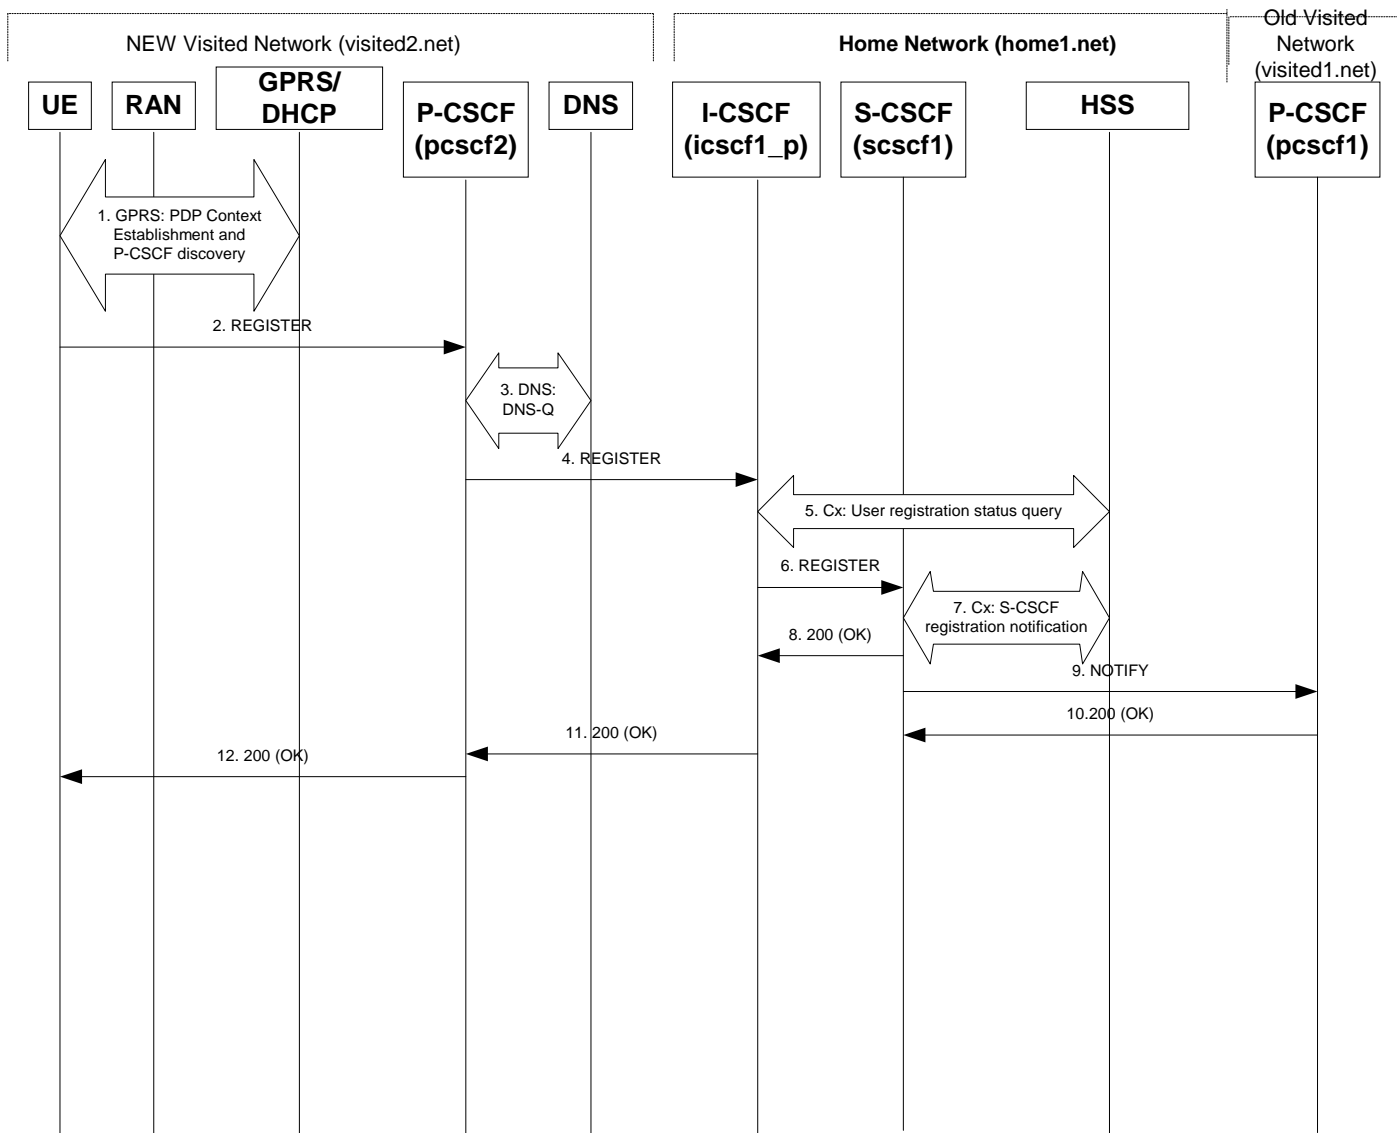 NEW Visited Network (visited2.net)
Home Network (home1.net)
Old Visited
Network
(visited1.net)
UE
RAN
GPRS/
DHCP
P-CSCF
(pcscf2)
DNS
I-CSCF
(icscf1_p)
S-CSCF
(scscf1)
HSS
P-CSCF
(pcscf1)
1. GPRS: PDP Context
Establishment and
P-CSCF discovery
2. REGISTER
3. DNS:
DNS-Q
4. REGISTER
5. Cx: User registration status query
6. REGISTER
7. Cx: S-CSCF
registration notification
8. 200 (OK)
9. NOTIFY
10.200 (OK)
11. 200 (OK)
12. 200 (OK)